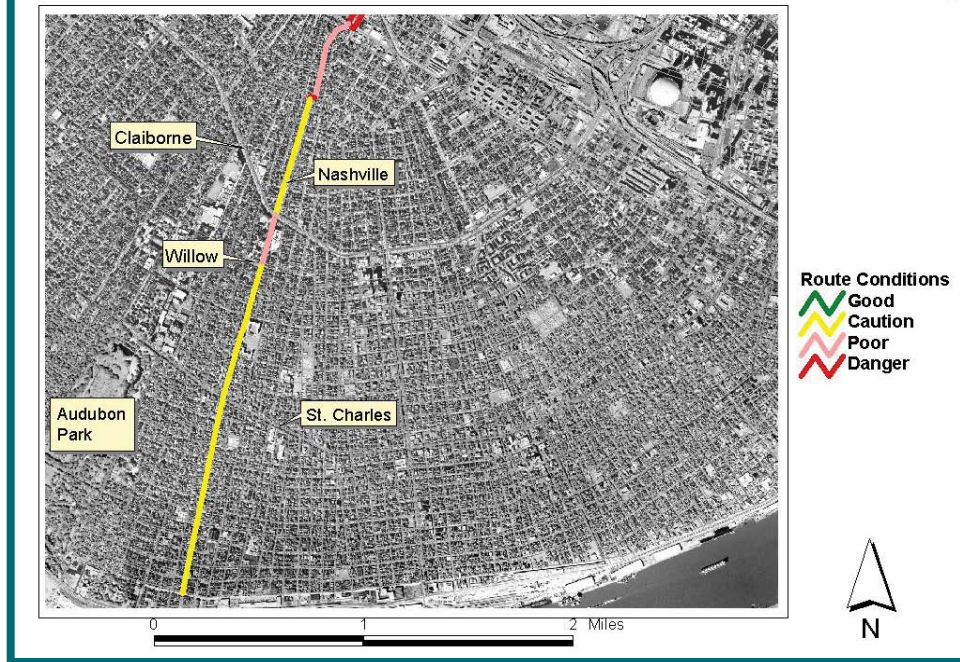 Claiborne
Nashville
Willow
Audubon
Park
St. Charles
Route Conditions
Good
Caution
Poor
Danger
0 1 2 Miles
N